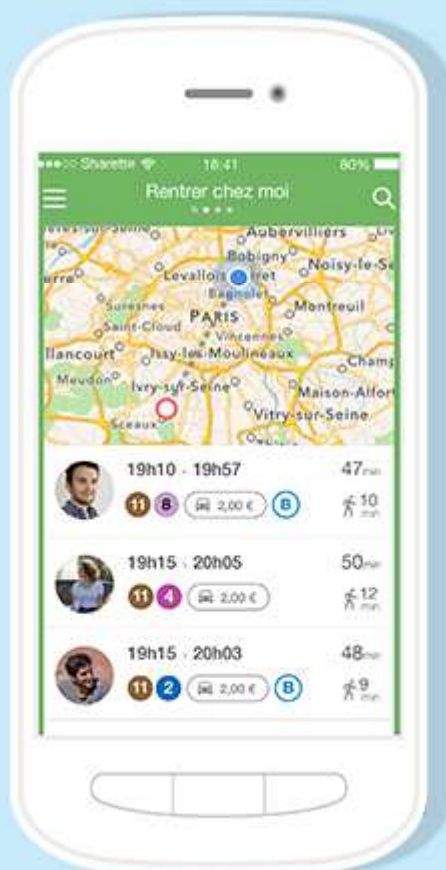 Sharette 18:41 80%
Rentrer chez moi
Aubervilliers
Bobigny
Noisy-le-Se
Levallois rret
Bagnolet
Suresnes
Montreuil
PARIS
Saint-Cloud Vincennes
llancourt Issy-les-Moulineaux Champ
Meudon Ivry-sur-Seine Maison-Alfor
Sceaux Vitry-sur-Seine
19h10 - 19h57 47min
11 8 2,00 € B 10 min
19h15 - 20h05 50min
11 4 2,00 € 12 min
19h15 - 20h03 48min
11 2 2,00 € B 9 min